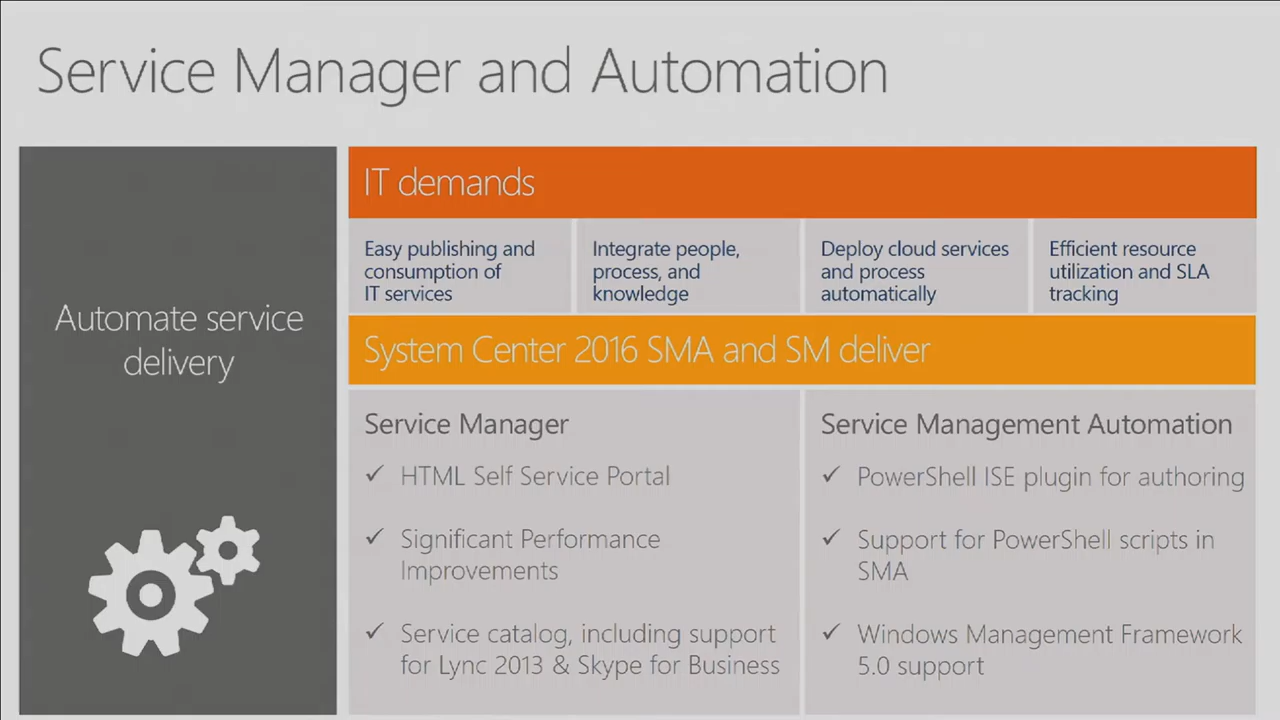 Service Manager and Automation
Automate service
delivery
IT demands
Easy publishing and
consumption of
IT services
Integrate people,
process, and
knowledge
Deploy cloud services
and process
automatically
Efficient resource
utilization and SLA
tracking
System Center 2016 SMA and SM deliver
Service Manager
✓ HTML Self Service Portal
✓ Significant Performance
Improvements
✓ Service catalog, including support
for Lync 2013 & Skype for Business
Service Management Automation
✓ PowerShell ISE plugin for authoring
✓ Support for PowerShell scripts in
SMA
✓ Windows Management Framework
5.0 support